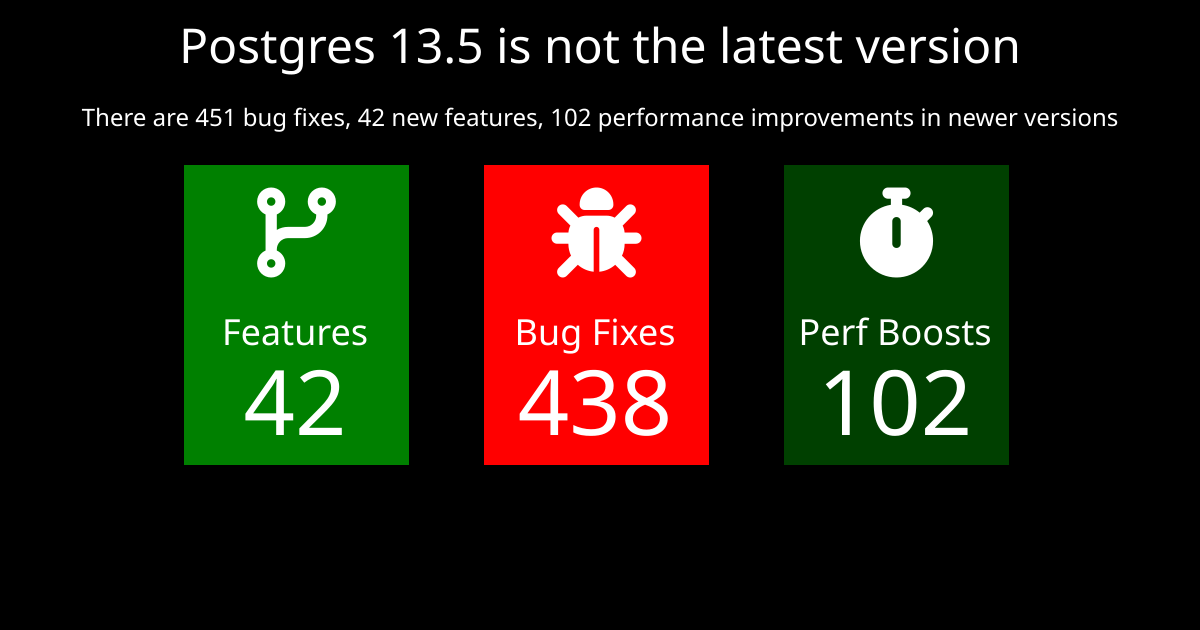 Postgres 13.5 is not the latest version
There are 451 bug fixes, 42 new features, 102 performance improvements in newer versions
Features
42
Bug Fixes
438
Perf Boosts
102